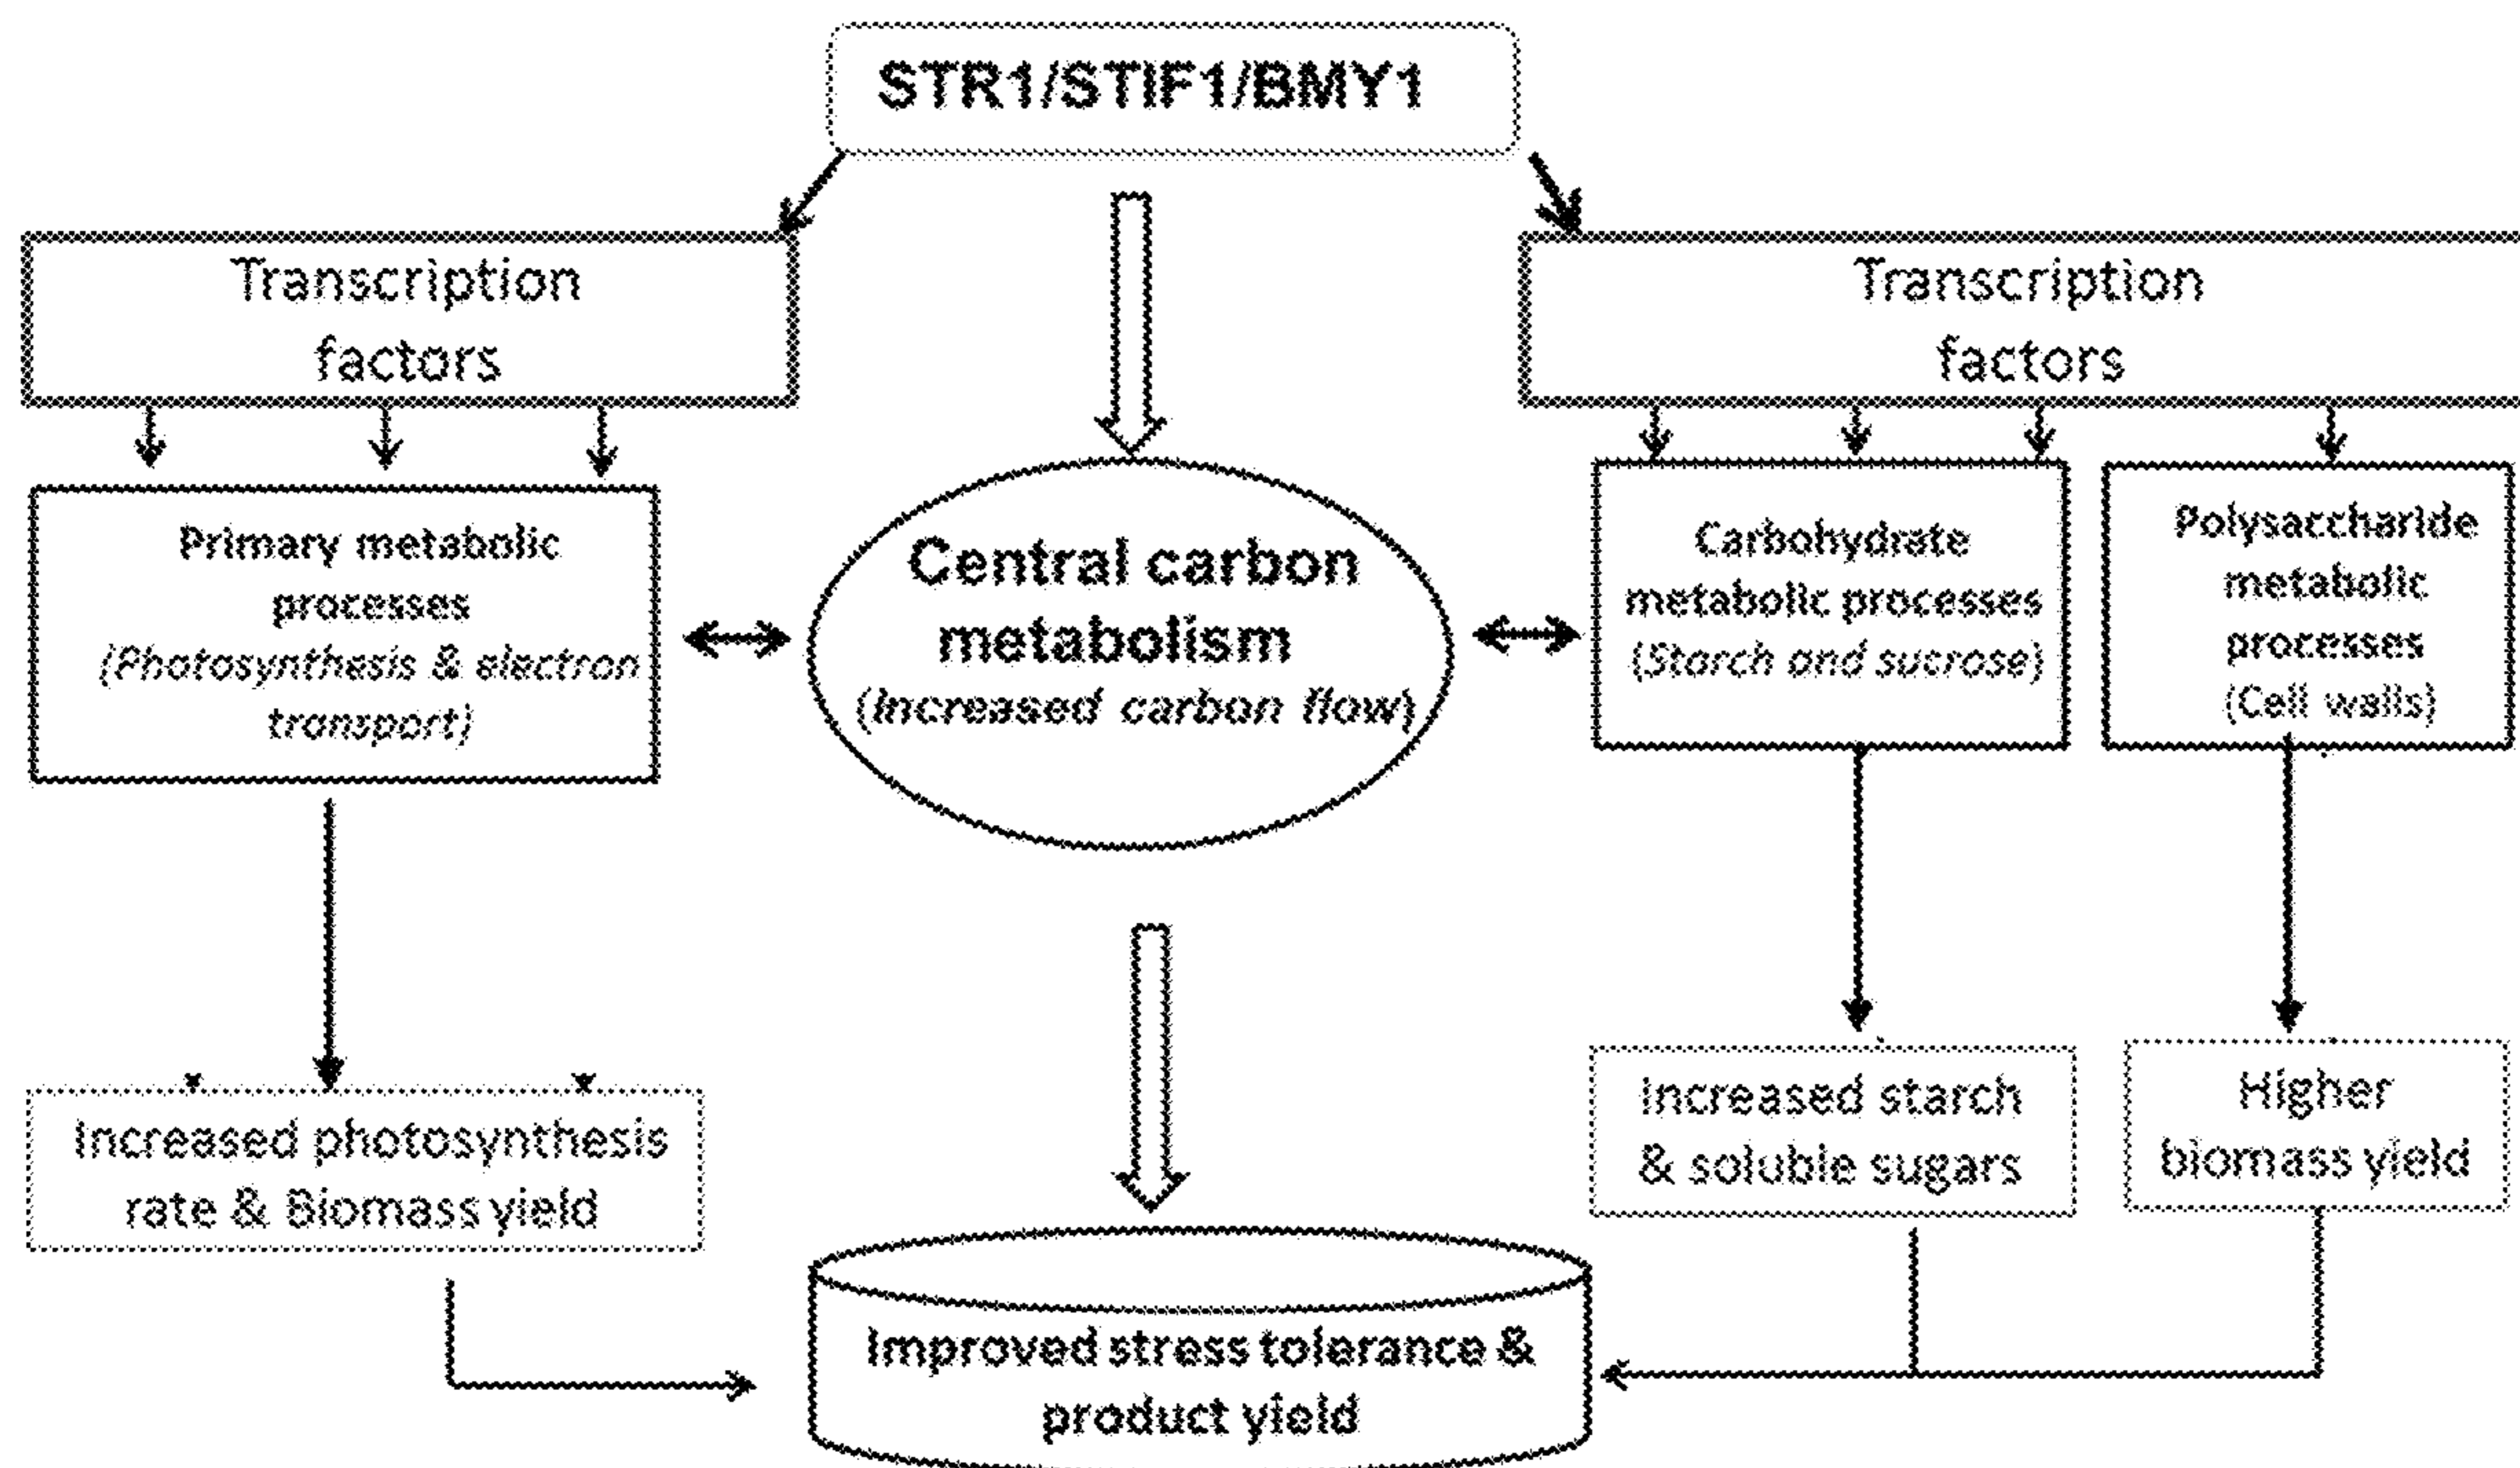 STR1/STIF1/BMY1
Transcription
factors
Transcription
factors
Primary metabolic
processes
(Photosynthesis & electron
transport)
Central carbon
metabolism
(Increased carbon flow)
Carbohydrate
metabolic processes
(Starch and sucrose)
Polysaccharide
metabolic
processes
(Cell walls)
Increased photosynthesis
rate & Biomass yield
Increased starch
& soluble sugars
Higher
biomass yield
Improved stress tolerance &
product yield